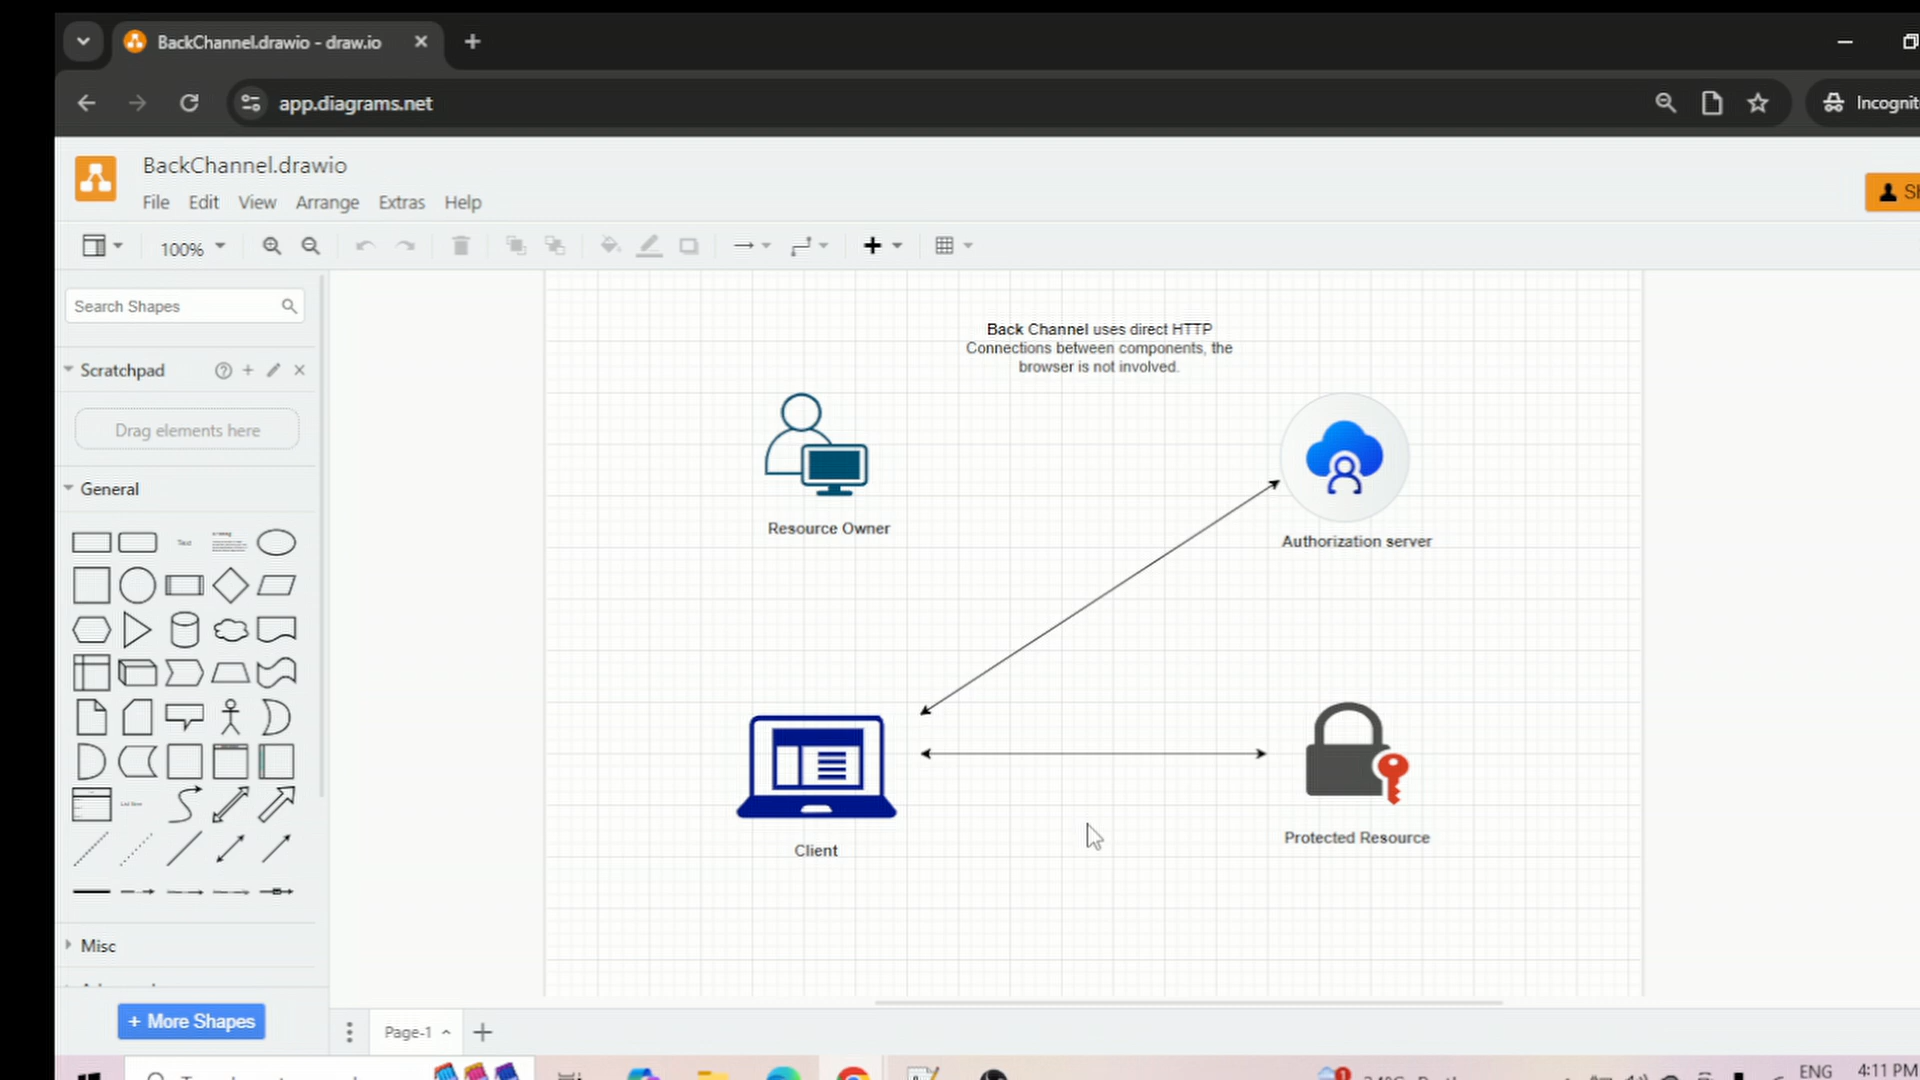 BackChannel.drawio - draw.io
app.diagrams.net
Incognit
BackChannel.drawio
File Edit View Arrange Extras Help
Sh
100%
Search Shapes
Scratchpad
Drag elements here
General
Text
Misc
+ More Shapes
Back Channel uses direct HTTP
Connections between components, the
browser is not involved.
Resource Owner
Authorization server
Client
Protected Resource
Page-1
ENG
4:11 PM